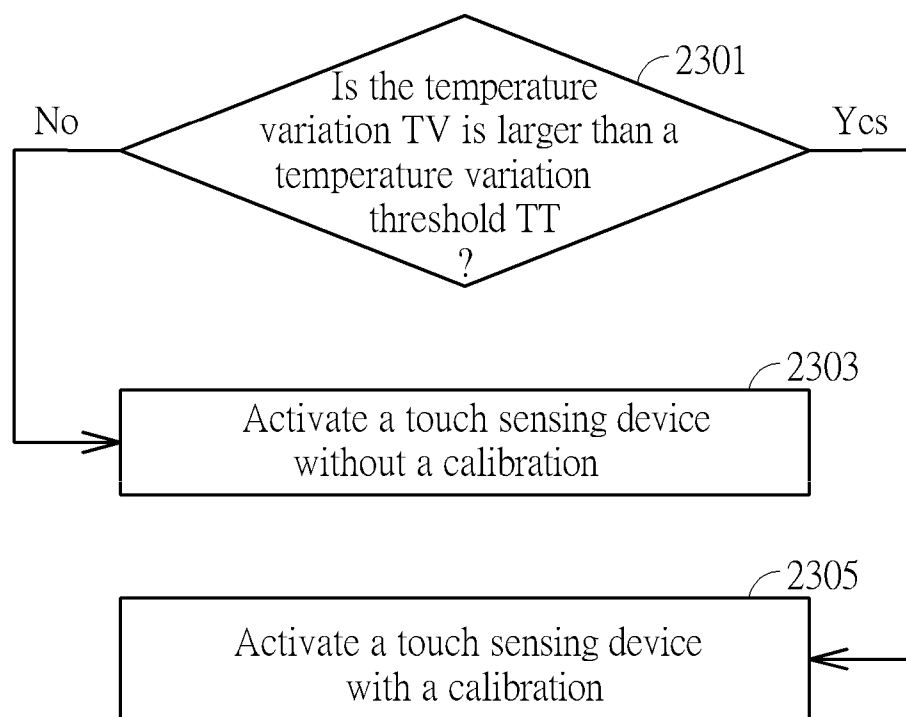 2301
Is the temperature
variation TV is larger than a
temperature variation
threshold TT
?
No
Yes
2303
Activate a touch sensing device
without a calibration
2305
Activate a touch sensing device
with a calibration